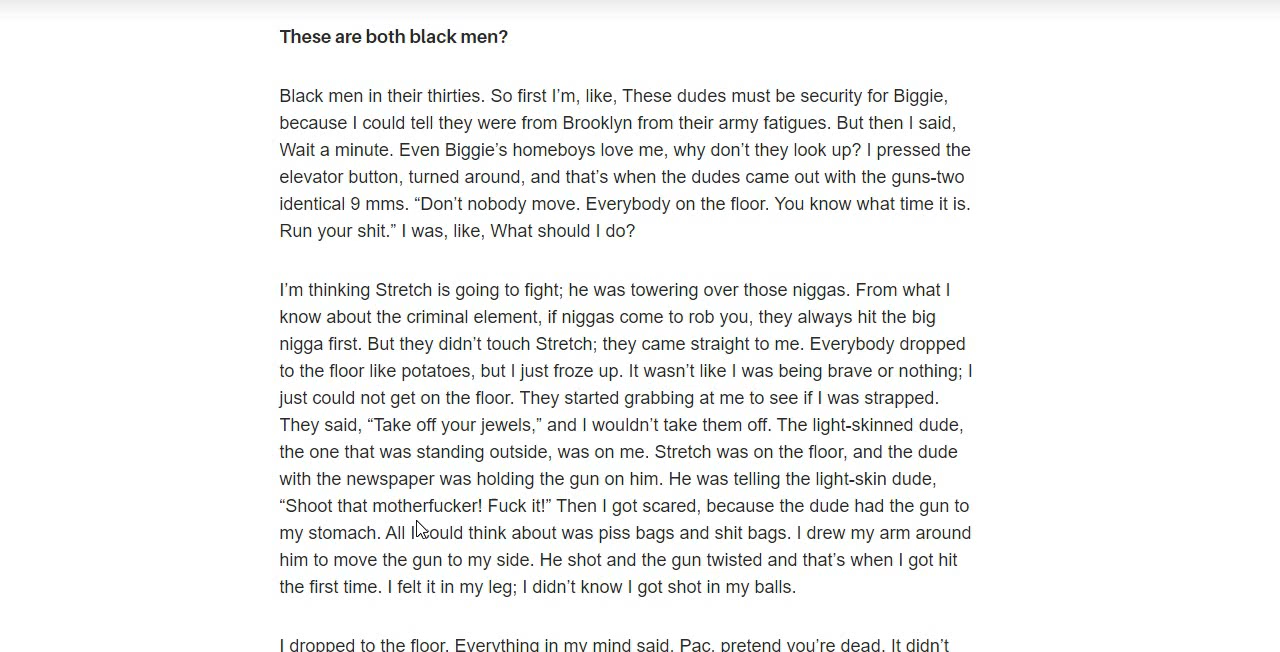 These are both black men?
Black men in their thirties. So first I’m, like, These dudes must be security for Biggie,
because I could tell they were from Brooklyn from their army fatigues. But then I said,
Wait a minute. Even Biggie’s homeboys love me, why don’t they look up? I pressed the
elevator button, turned around, and that’s when the dudes came out with the guns-two
identical 9 mms. “Don’t nobody move. Everybody on the floor. You know what time it is.
Run your shit.” I was, like, What should I do?
I’m thinking Stretch is going to fight; he was towering over those niggas. From what I
know about the criminal element, if niggas come to rob you, they always hit the big
nigga first. But they didn’t touch Stretch; they came straight to me. Everybody dropped
to the floor like potatoes, but I just froze up. It wasn’t like I was being brave or nothing; I
just could not get on the floor. They started grabbing at me to see if I was strapped.
They said, “Take off your jewels,” and I wouldn’t take them off. The light-skinned dude,
the one that was standing outside, was on me. Stretch was on the floor, and the dude
with the newspaper was holding the gun on him. He was telling the light-skin dude,
“Shoot that motherfucker! Fuck it!” Then I got scared, because the dude had the gun to
my stomach. All I could think about was piss bags and shit bags. I drew my arm around
him to move the gun to my side. He shot and the gun twisted and that’s when I got hit
the first time. I felt it in my leg; I didn’t know I got shot in my balls.
I dropped to the floor. Everything in my mind said, Pac, pretend you’re dead. It didn’t